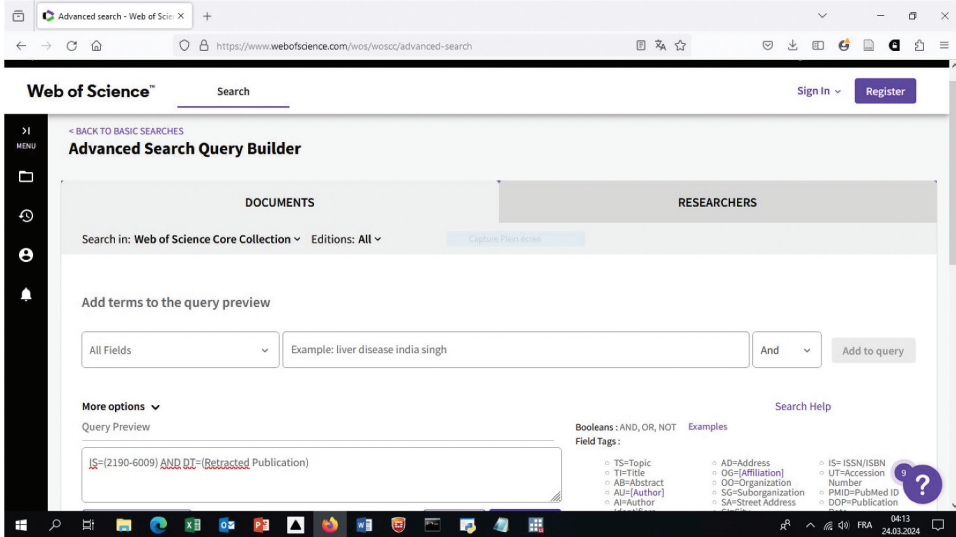 Advanced search - Web of Scie
https://www.webofscience.com/wos/woscc/advanced-search
Web of Science™
Search
Sign In
Register
MENU
< BACK TO BASIC SEARCHES
Advanced Search Query Builder
DOCUMENTS
RESEARCHERS
Search in: Web of Science Core Collection Editions: All
Capture Plein écran
Add terms to the query preview
All Fields
Example: liver disease india singh
And
Add to query
More options
Search Help
Query Preview
Booleans : AND, OR, NOT Examples
Field Tags :
IS=(2190-6009) AND DT=(Retracted Publication)
TS=Topic
TI=Title
AB=Abstract
AU=[Author]
AI=Author
AD=Address
OG=[Affiliation]
OO=Organization
SG=Suborganization
SA=Street Address
IS= ISSN/ISBN
UT=Accession
Number
PMID=PubMed ID
DOP=Publication
9
?
FRA
04:13
24.03.2024